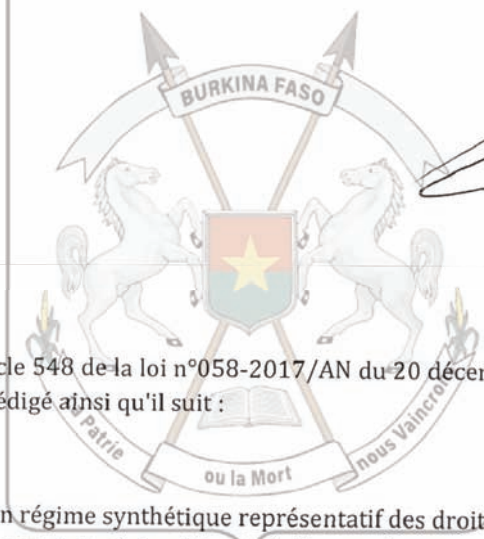 BURKINA FASO
cle 548 de la loi n°058-2017/AN du 20 décem
édigé ainsi qu'il suit :
La Patrie
ou la Mort
nous Vaincrons
n régime synthétique représentatif des droit